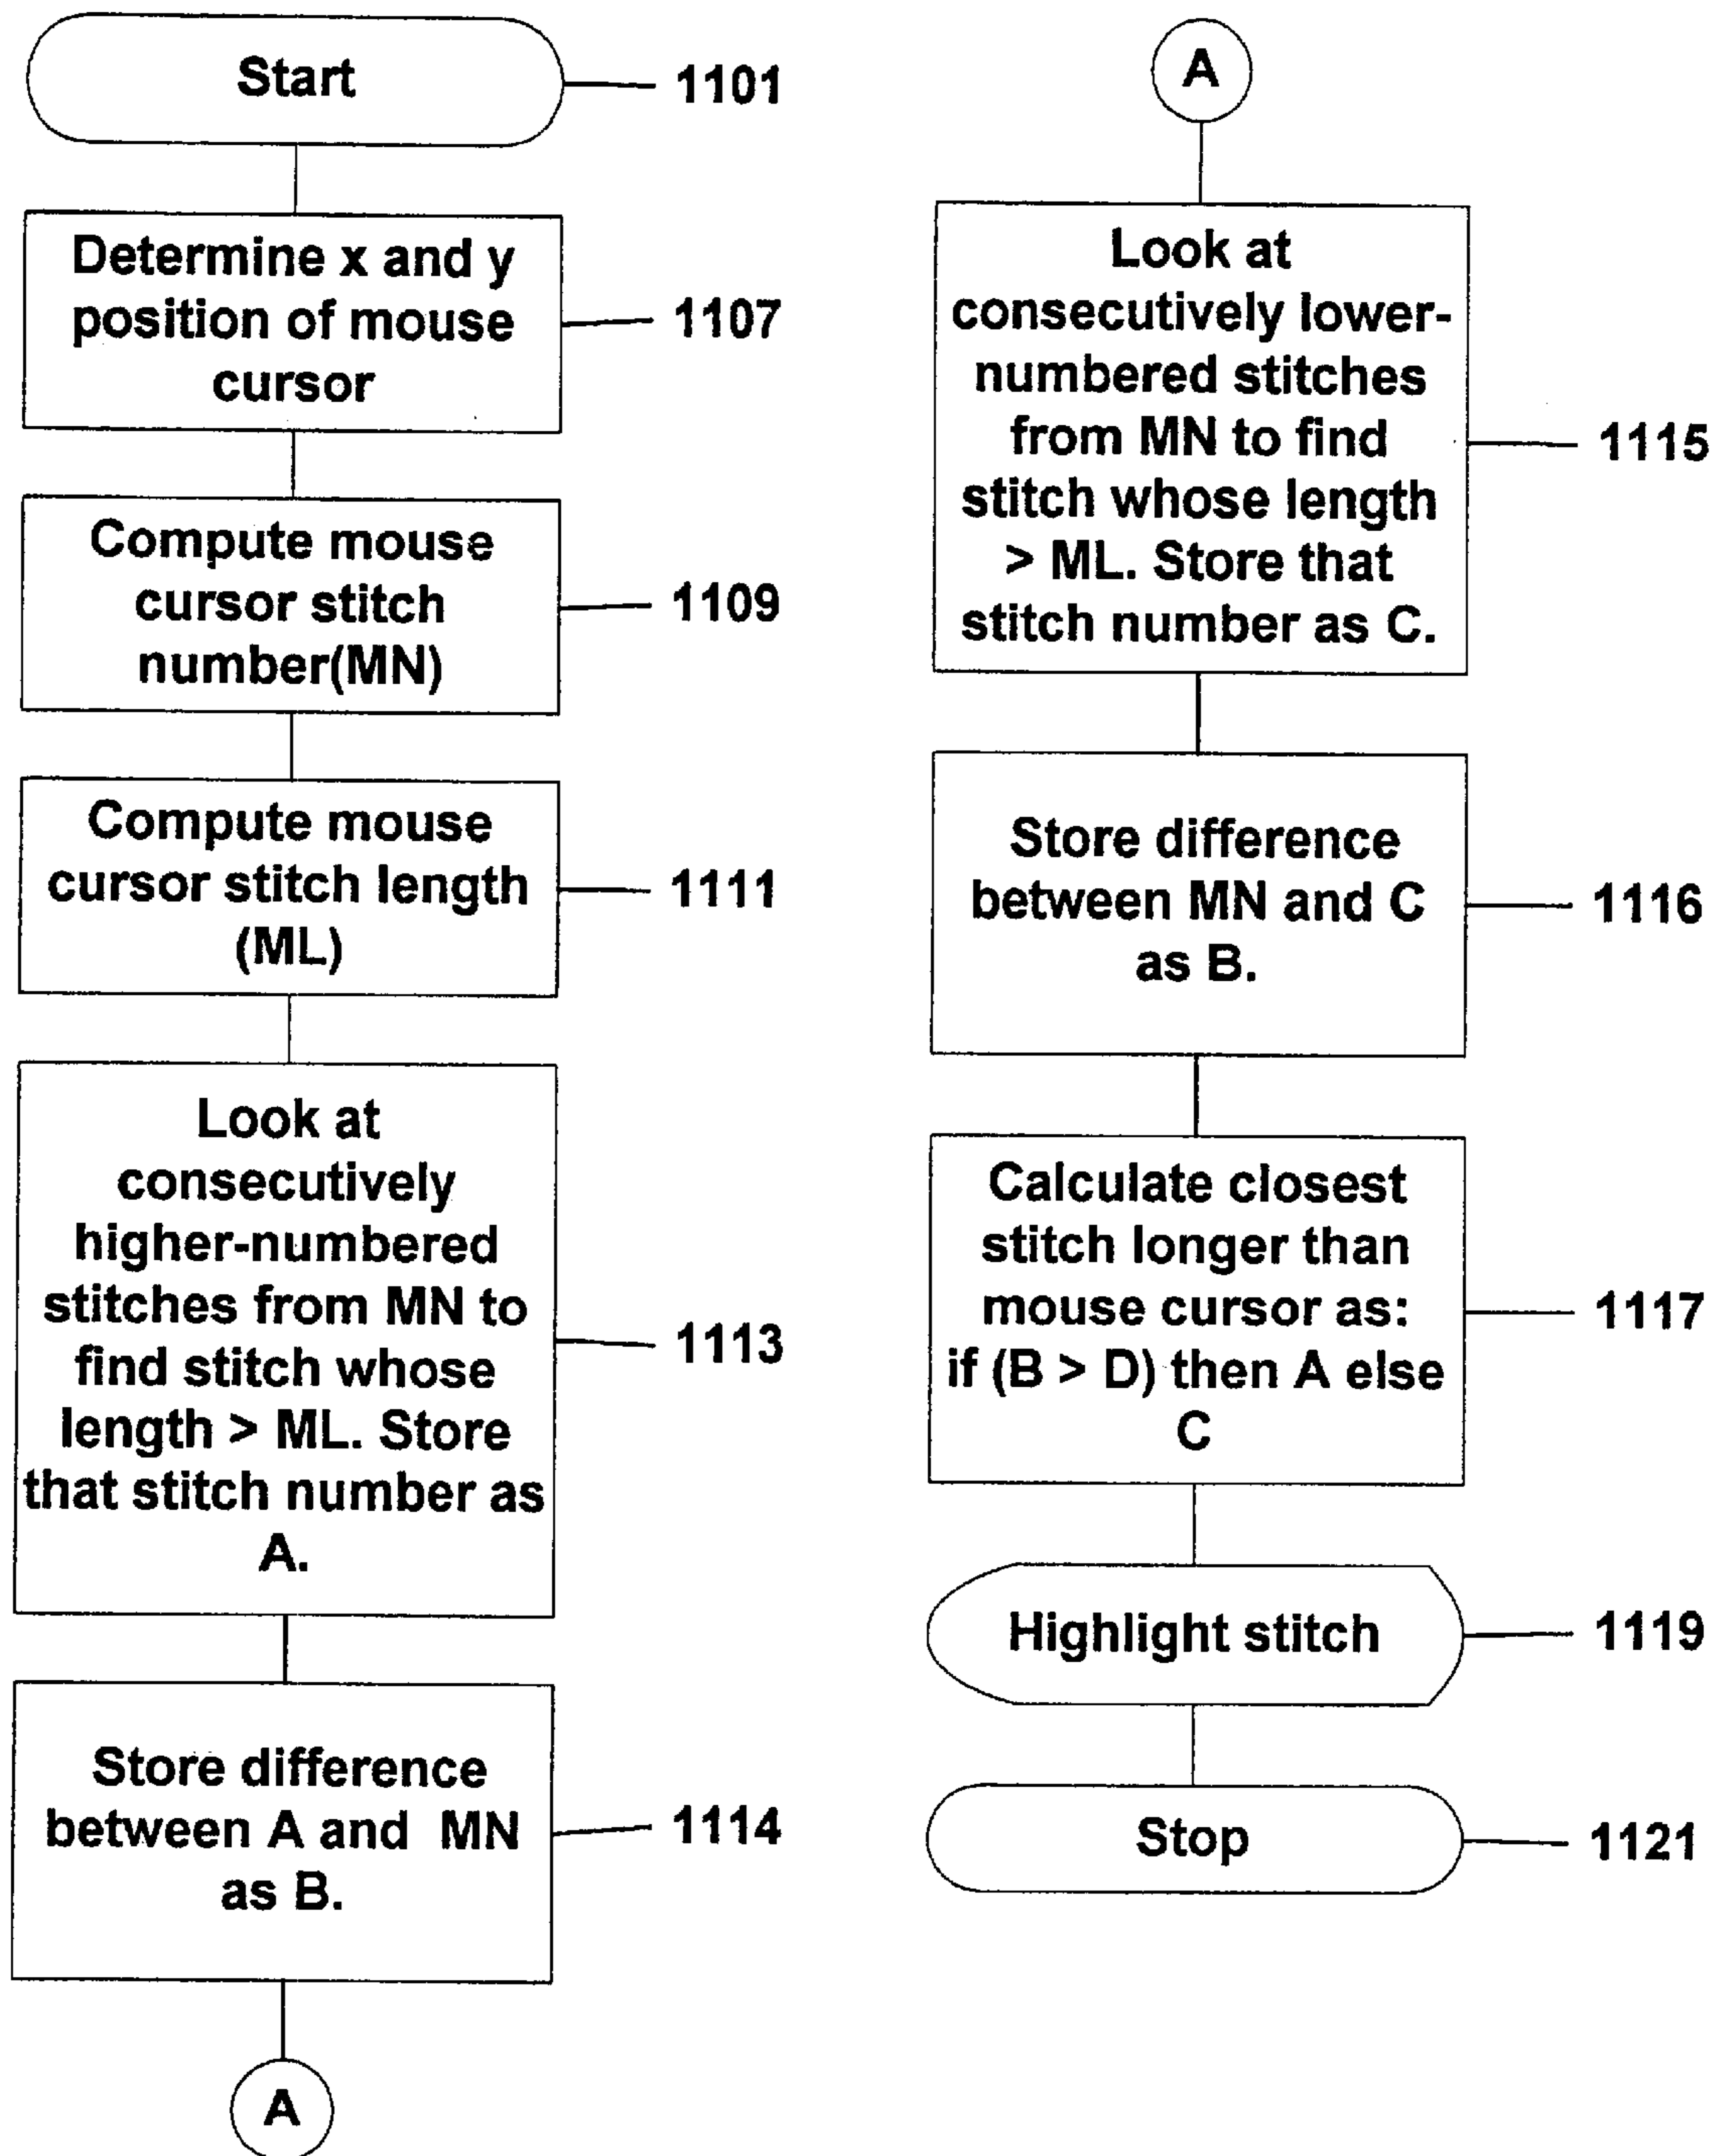 Start
1101
Determine x and y
position of mouse
cursor
1107
Compute mouse
cursor stitch
number(MN)
1109
Compute mouse
cursor stitch length
(ML)
1111
Look at
consecutively
higher-numbered
stitches from MN to
find stitch whose
length > ML. Store
that stitch number as
A.
1113
Store difference
between A and MN
as B.
1114
A
A
Look at
consecutively lower-
numbered stitches
from MN to find
stitch whose length
> ML. Store that
stitch number as C.
1115
Store difference
between MN and C
as B.
1116
Calculate closest
stitch longer than
mouse cursor as:
if (B > D) then A else
C
1117
Highlight stitch
1119
Stop
1121